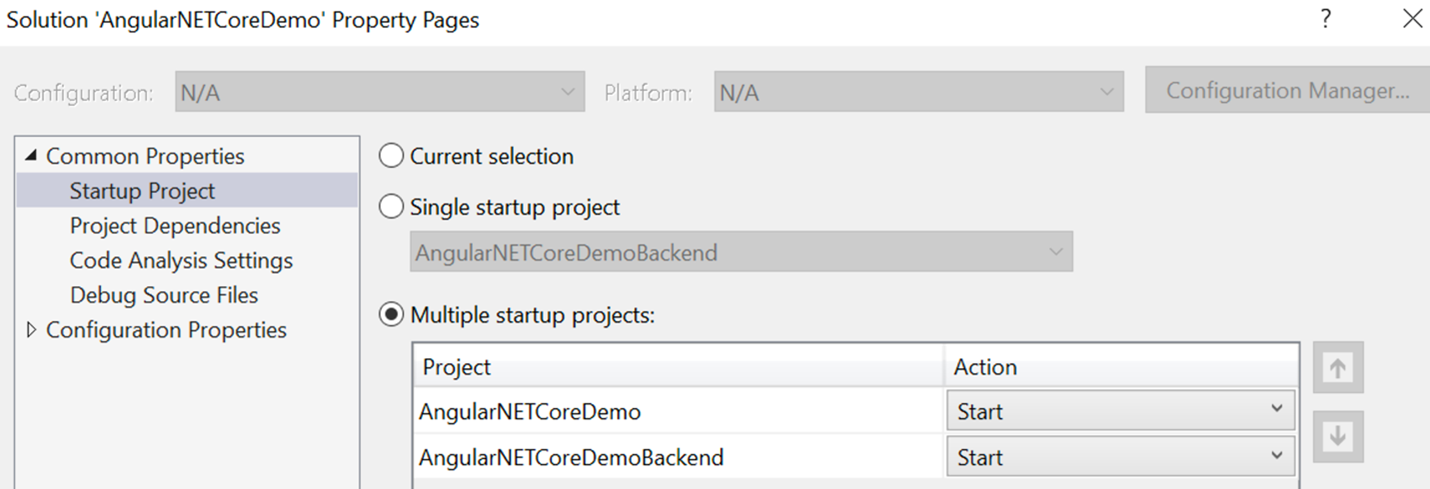 Solution 'AngularNETCoreDemo' Property Pages
?
Configuration: N/A Platform: N/A Configuration Manager...
Common Properties
Startup Project
Project Dependencies
Code Analysis Settings
Debug Source Files
Configuration Properties
Current selection
Single startup project
AngularNETCoreDemoBackend
Multiple startup projects:
Project Action
AngularNETCoreDemo Start
AngularNETCoreDemoBackend Start